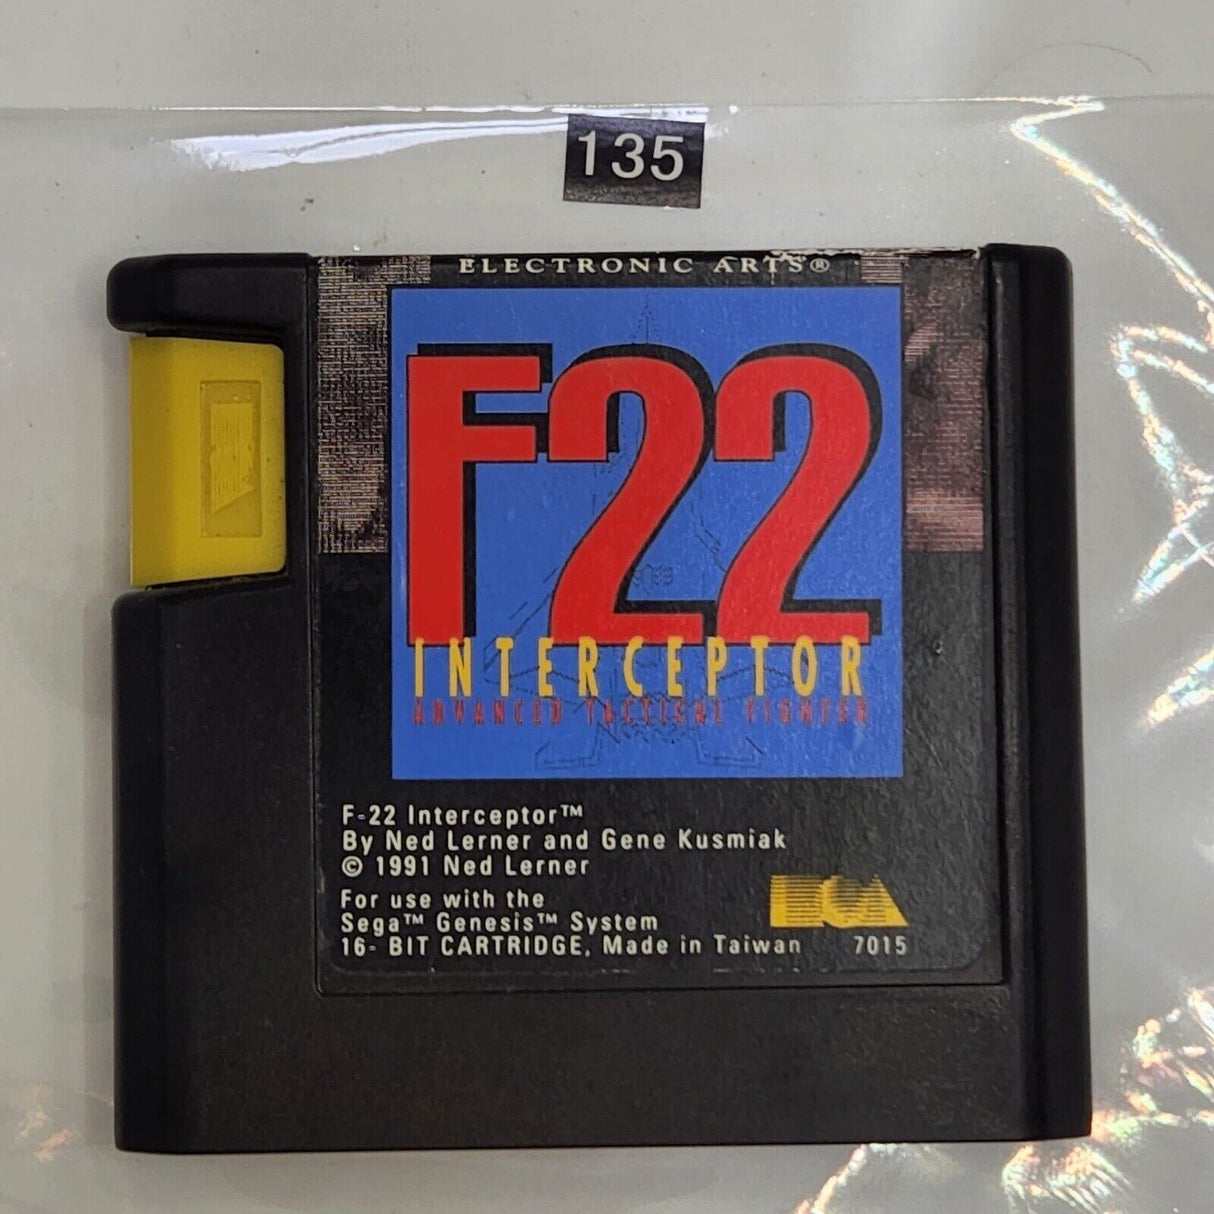 135
ELECTRONIC ARTS®
F22
INTERCEPTOR
ADVANCED TACTICAL FIGHTER
F-22 Interceptor™
By Ned Lerner and Gene Kusmiak
© 1991 Ned Lerner
For use with the
Sega™ Genesis™ System
16- BIT CARTRIDGE, Made in Taiwan 7015
EA